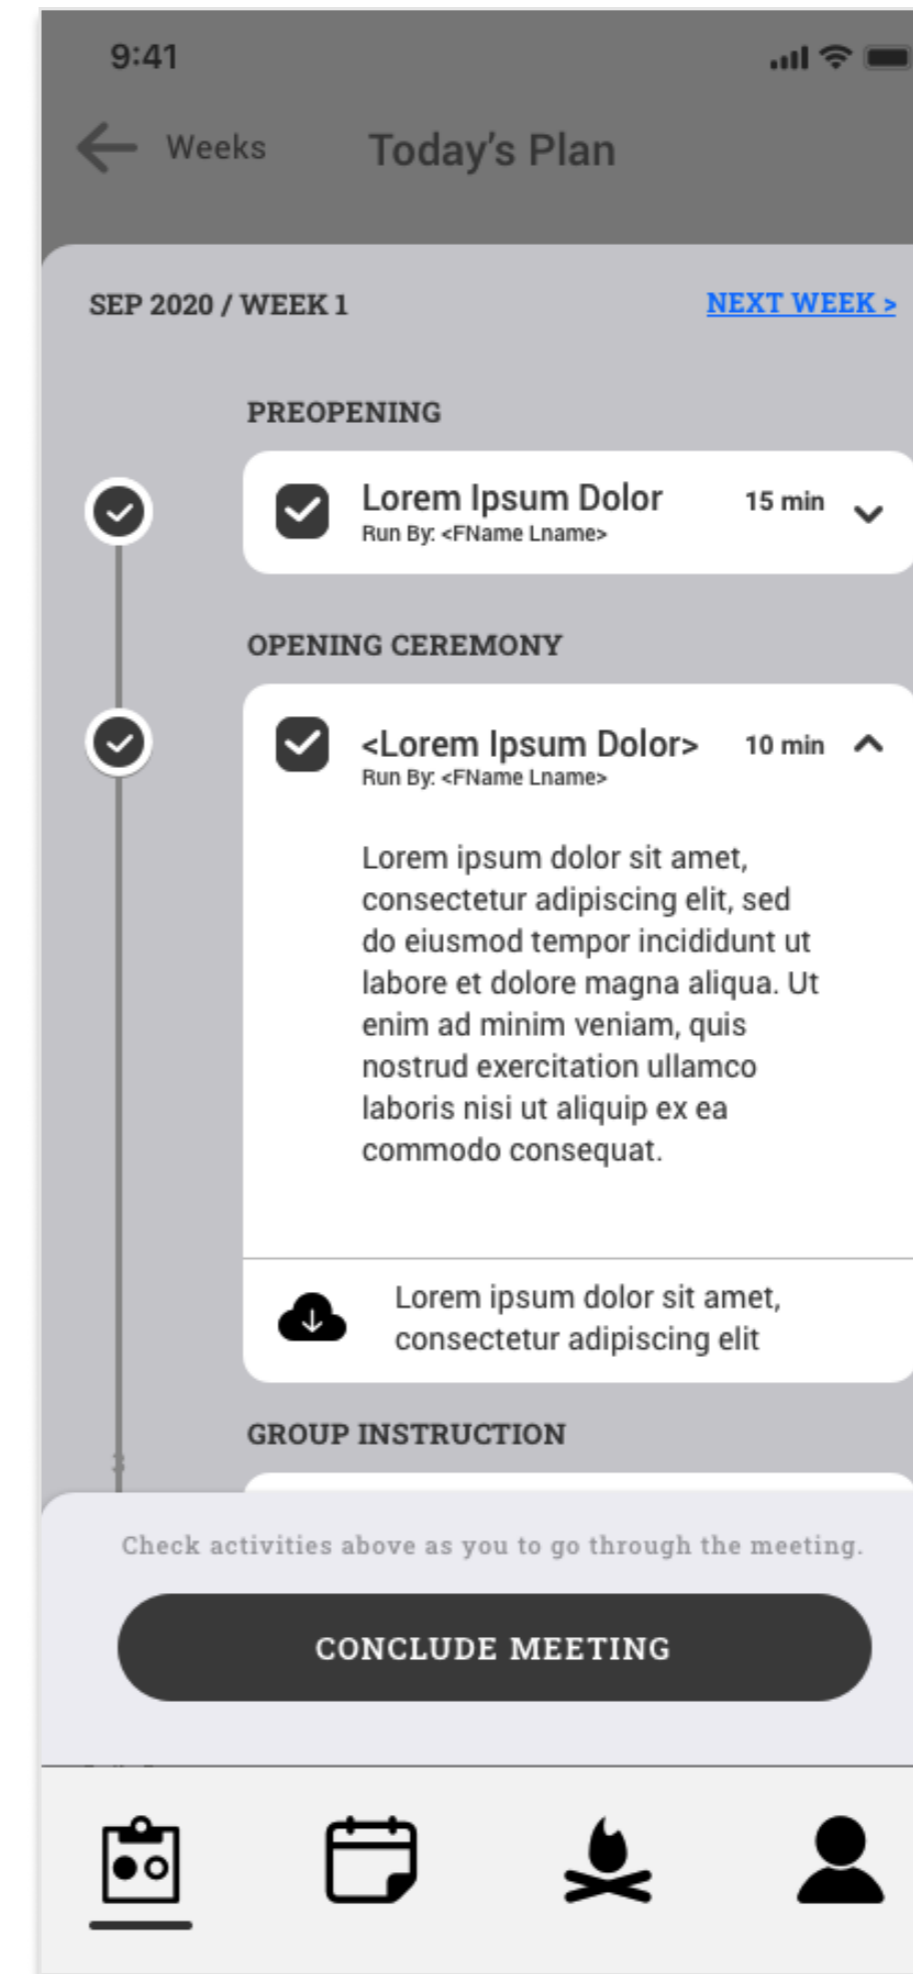 9:41
Weeks
Today's Plan
SEP 2020 / WEEK 1
NEXT WEEK >
PREOPENING
Lorem Ipsum Dolor
15 min
Run By: <FName Lname>
OPENING CEREMONY
<Lorem Ipsum Dolor>
10 min
Run By: <FName Lname>
Lorem ipsum dolor sit amet,
consectetur adipiscing elit, sed
do eiusmod tempor incididunt ut
labore et dolore magna aliqua. Ut
enim ad minim veniam, quis
nostrud exercitation ullamco
laboris nisi ut aliquip ex ea
commodo consequat.
Lorem ipsum dolor sit amet,
consectetur adipiscing elit
GROUP INSTRUCTION
3
Check activities above as you to go through the meeting.
CONCLUDE MEETING